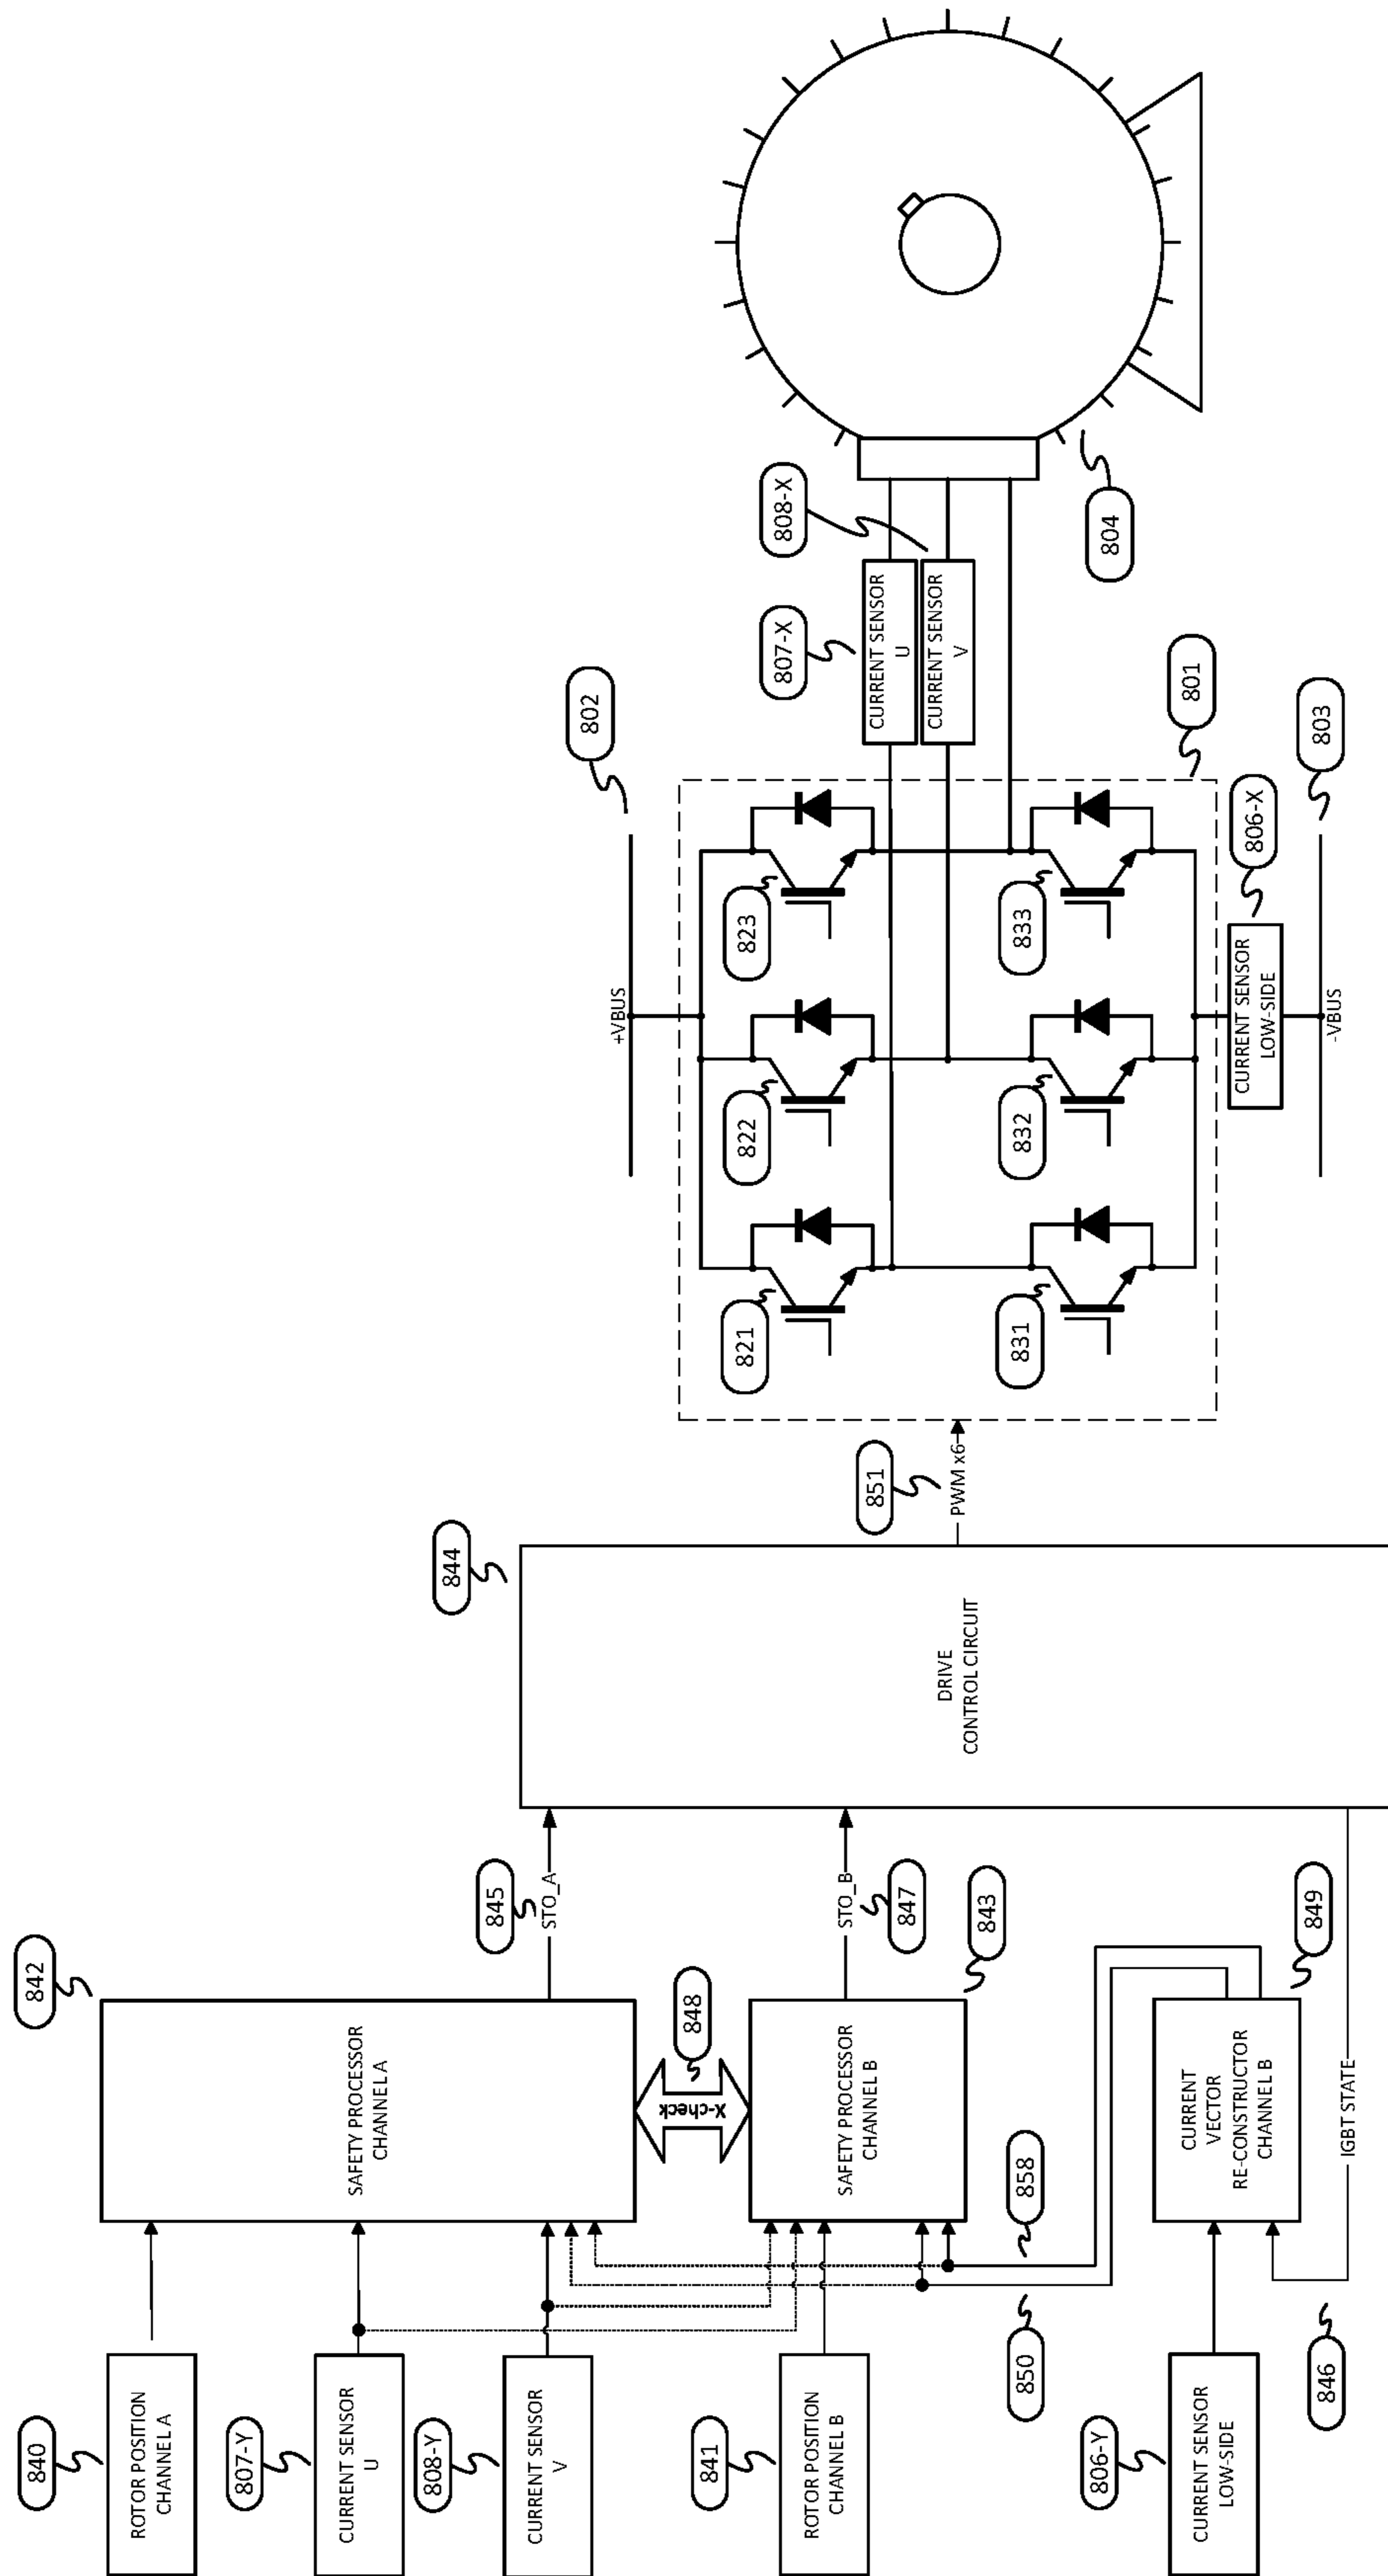 840
ROTOR POSITION
CHANNEL A
807-Y
CURRENT SENSOR
U
808-Y
CURRENT SENSOR
V
841
ROTOR POSITION
CHANNEL B
806-Y
CURRENT SENSOR
LOW-SIDE
842
SAFETY PROCESSOR
CHANNEL A
X-check
848
SAFETY PROCESSOR
CHANNEL B
843
850
858
CURRENT
VECTOR
RE-CONSTRUCTOR
CHANNEL B
849
846
IGBT STATE
845
STO_A
STO_B
847
844
DRIVE
CONTROL CIRCUIT
851
PWM x6
802
+VBUS
821
822
823
831
832
833
801
807-X
CURRENT SENSOR
U
808-X
CURRENT SENSOR
V
806-X
CURRENT SENSOR
LOW-SIDE
803
-VBUS
804